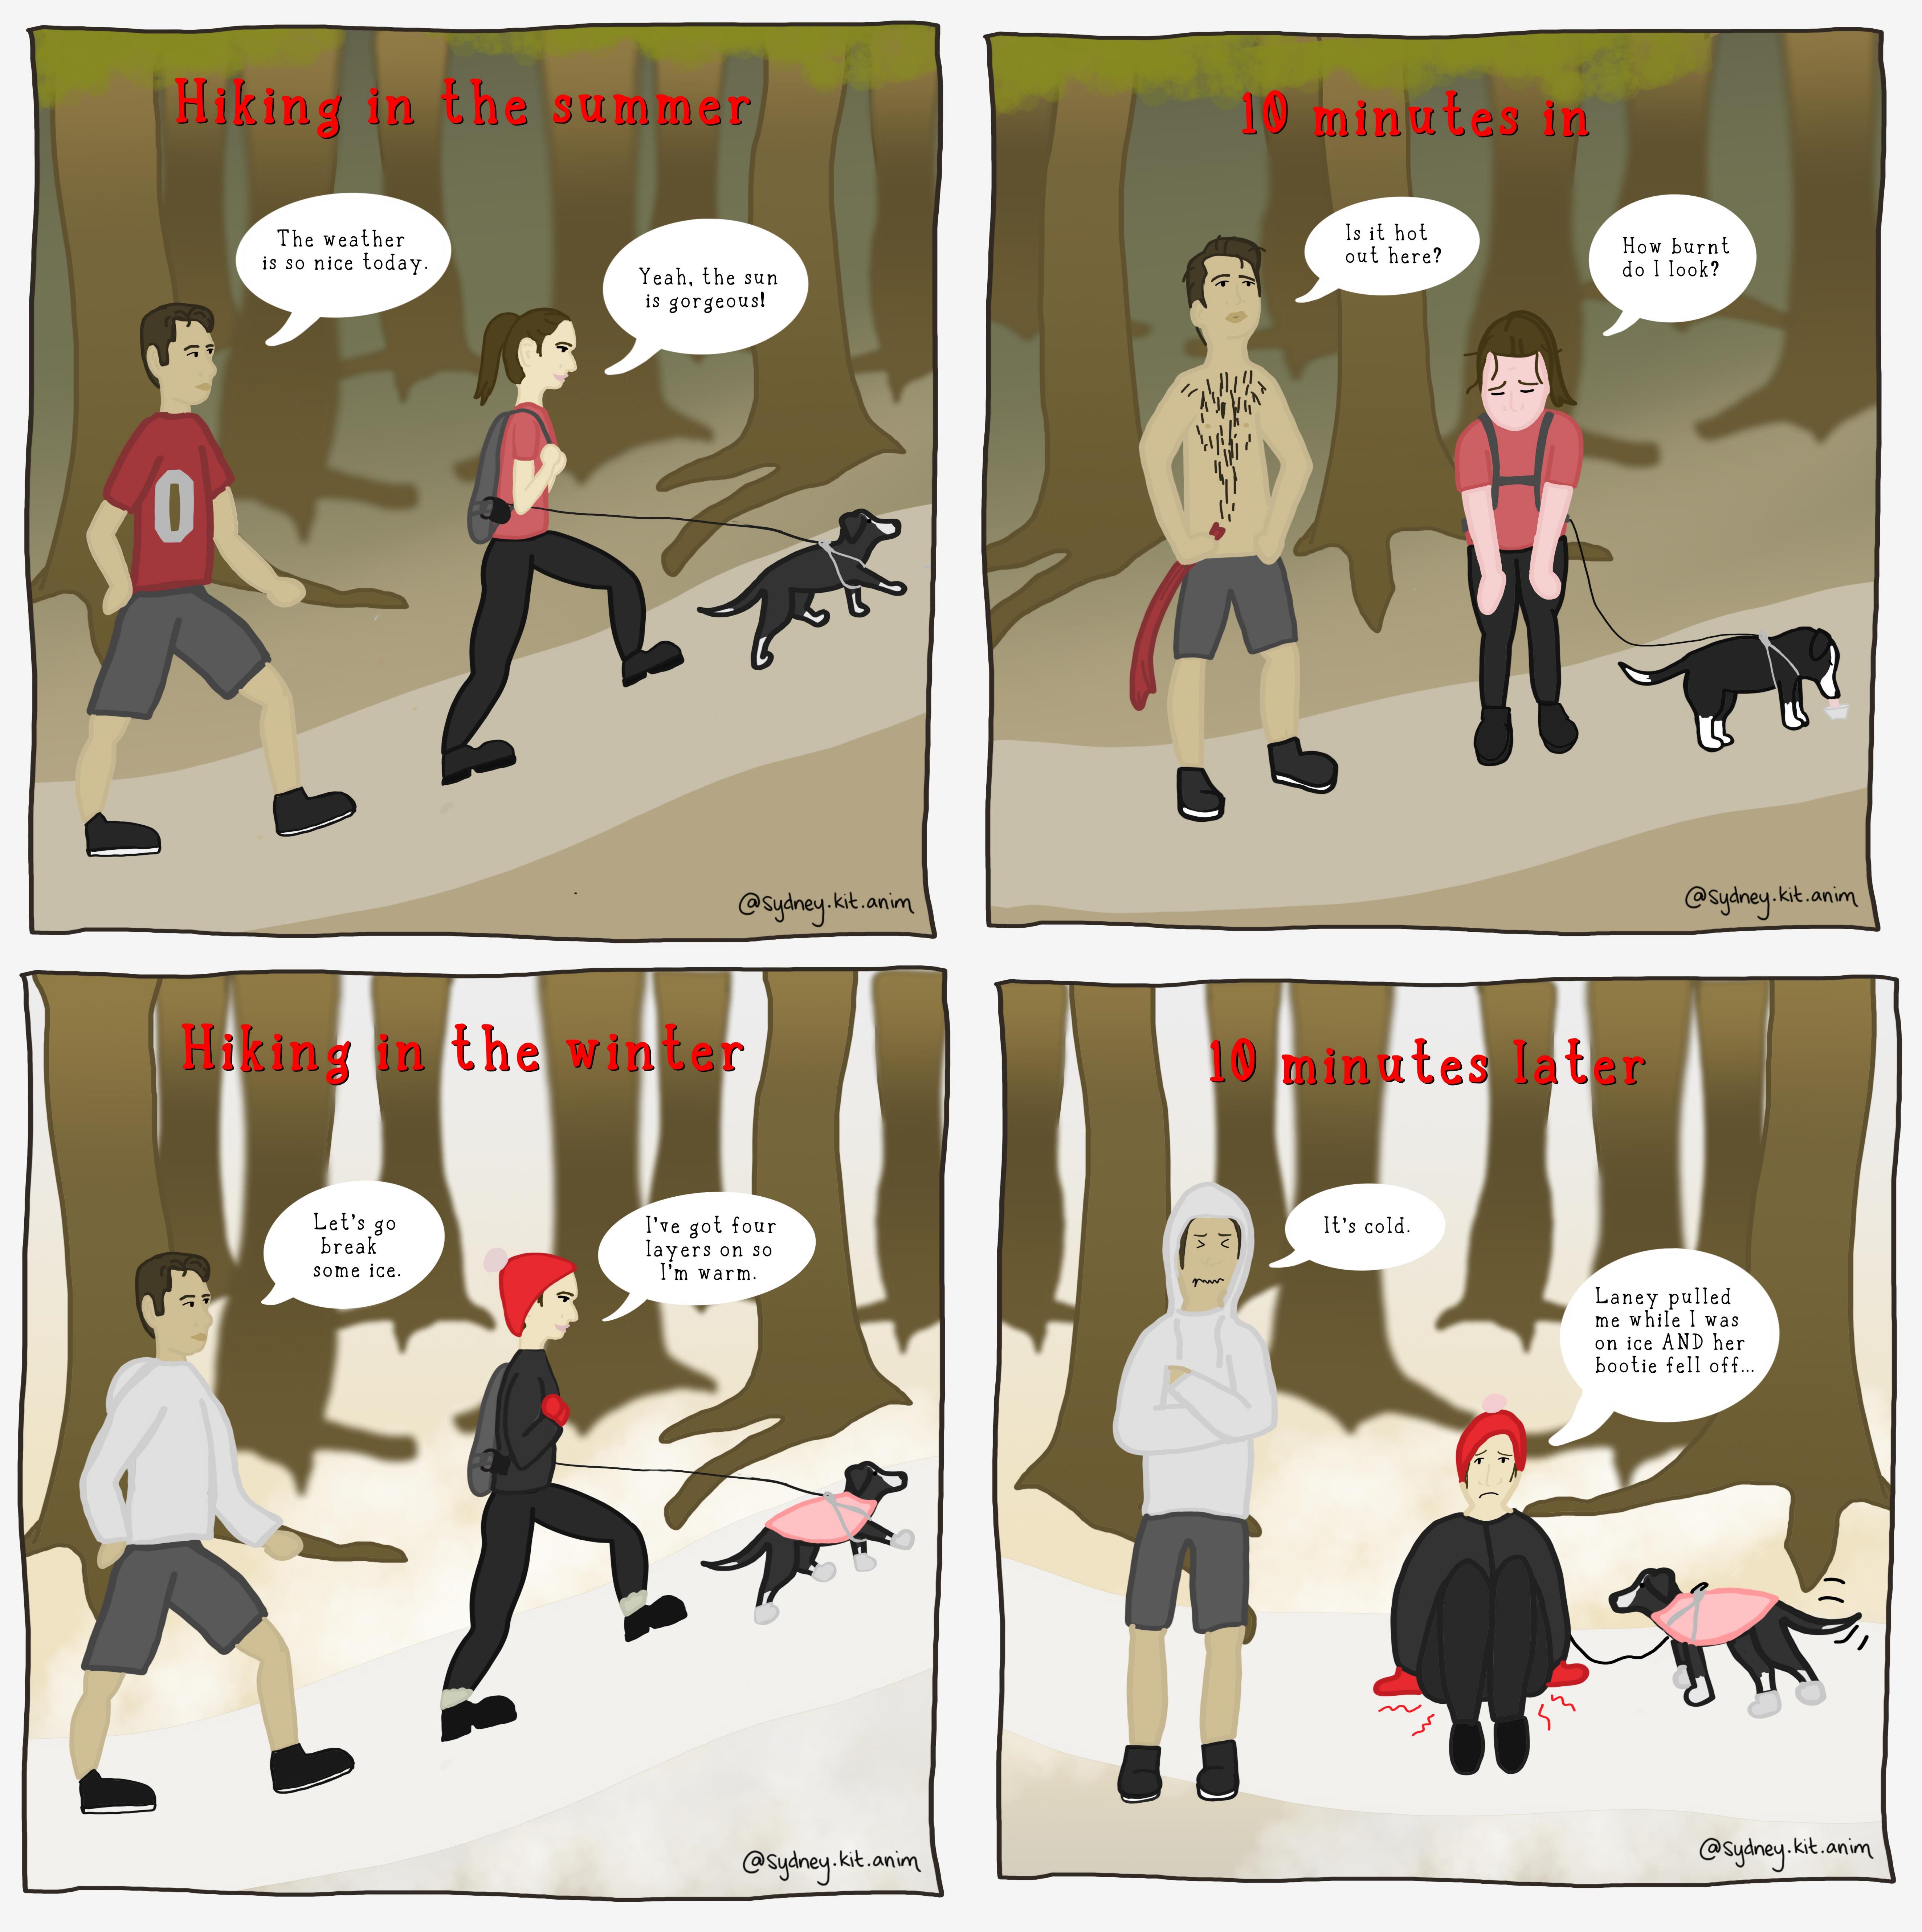 Hiking in the summer
The weather
is so nice today.
Yeah, the sun
is gorgeous!
0
@sydney.kit.anim
10 minutes in
Is it hot
out here?
How burnt
do I look?
@sydney.kit.anim
Hiking in the winter
Let's go
break
some ice.
I've got four
layers on so
I'm warm.
@sydney.kit.anim
10 minutes later
It's cold.
Laney pulled
me while I was
on ice AND her
bootie fell off...
@sydney.kit.anim